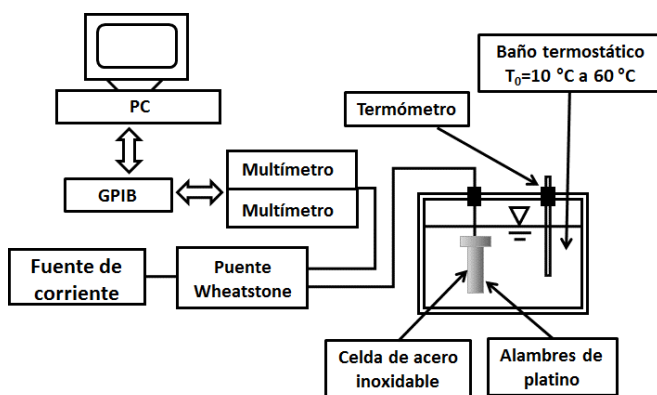 PC
GPIB
Multímetro
Multímetro
Fuente de
corriente
Puente
Wheatstone
Termómetro
Baño termostático
T₀=10 °C a 60 °C
Celda de acero
inoxidable
Alambres de
platino